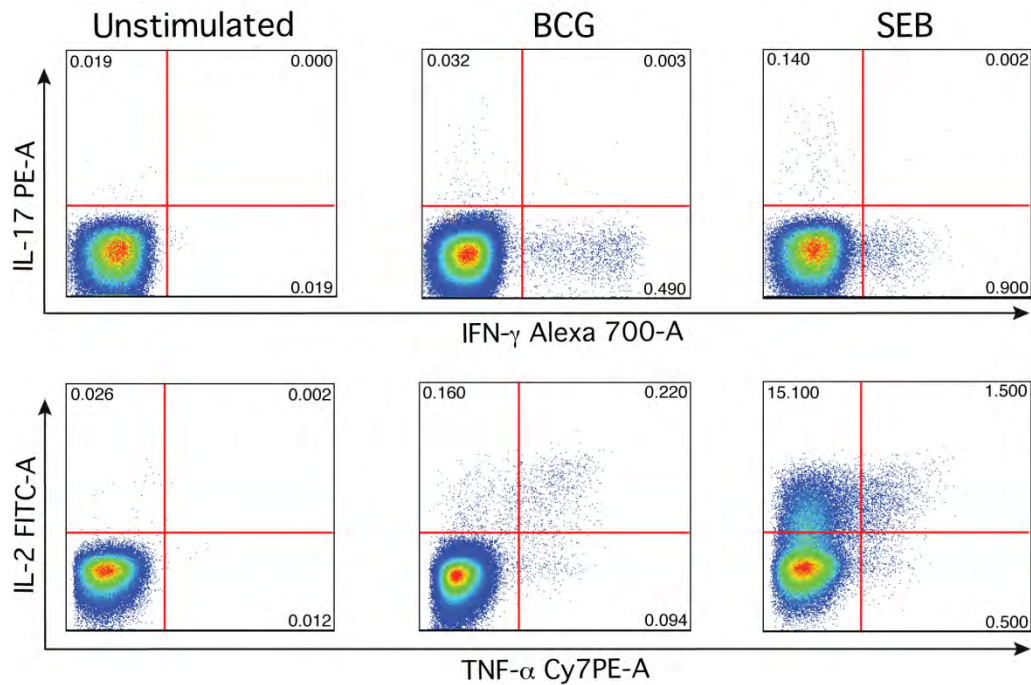 Unstimulated BCG SEB
0.019 0.000 0.032 0.003 0.140 0.002
IL-17 PE-A
0.019 0.490 0.900
IFN-γ Alexa 700-A
0.026 0.002 0.160 0.220 15.100 1.500
IL-2 FITC-A
0.012 0.094 0.500
TNF-α Cy7PE-A